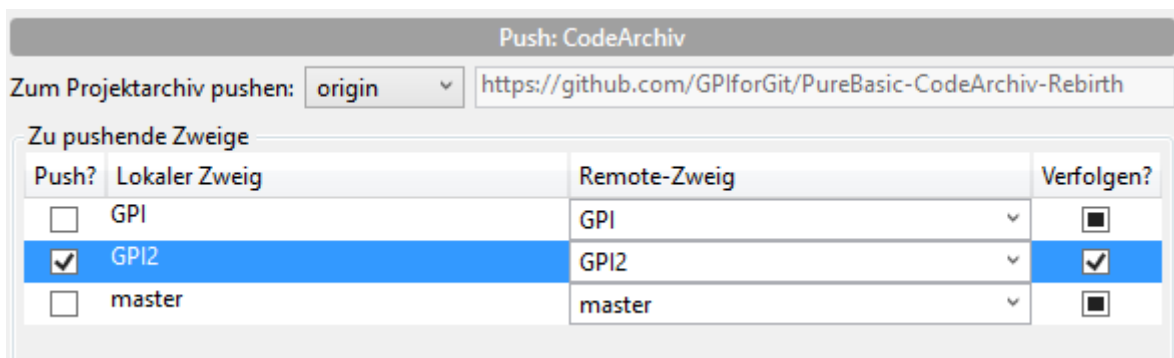 Push: CodeArchiv
Zum Projektarchiv pushen: origin https://github.com/GPIforGit/PureBasic-CodeArchiv-Rebirth
Zu pushende Zweige
Push? Lokaler Zweig Remote-Zweig Verfolgen?
GPI GPI
GPI2 GPI2
master master